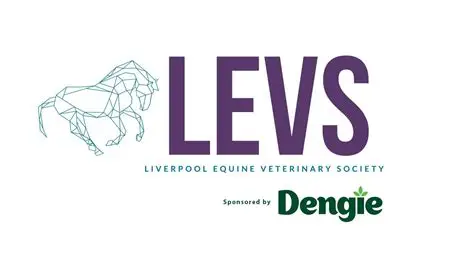 LEVS
LIVERPOOL EQUINE VETERINARY SOCIETY
Sponsored by Dengie